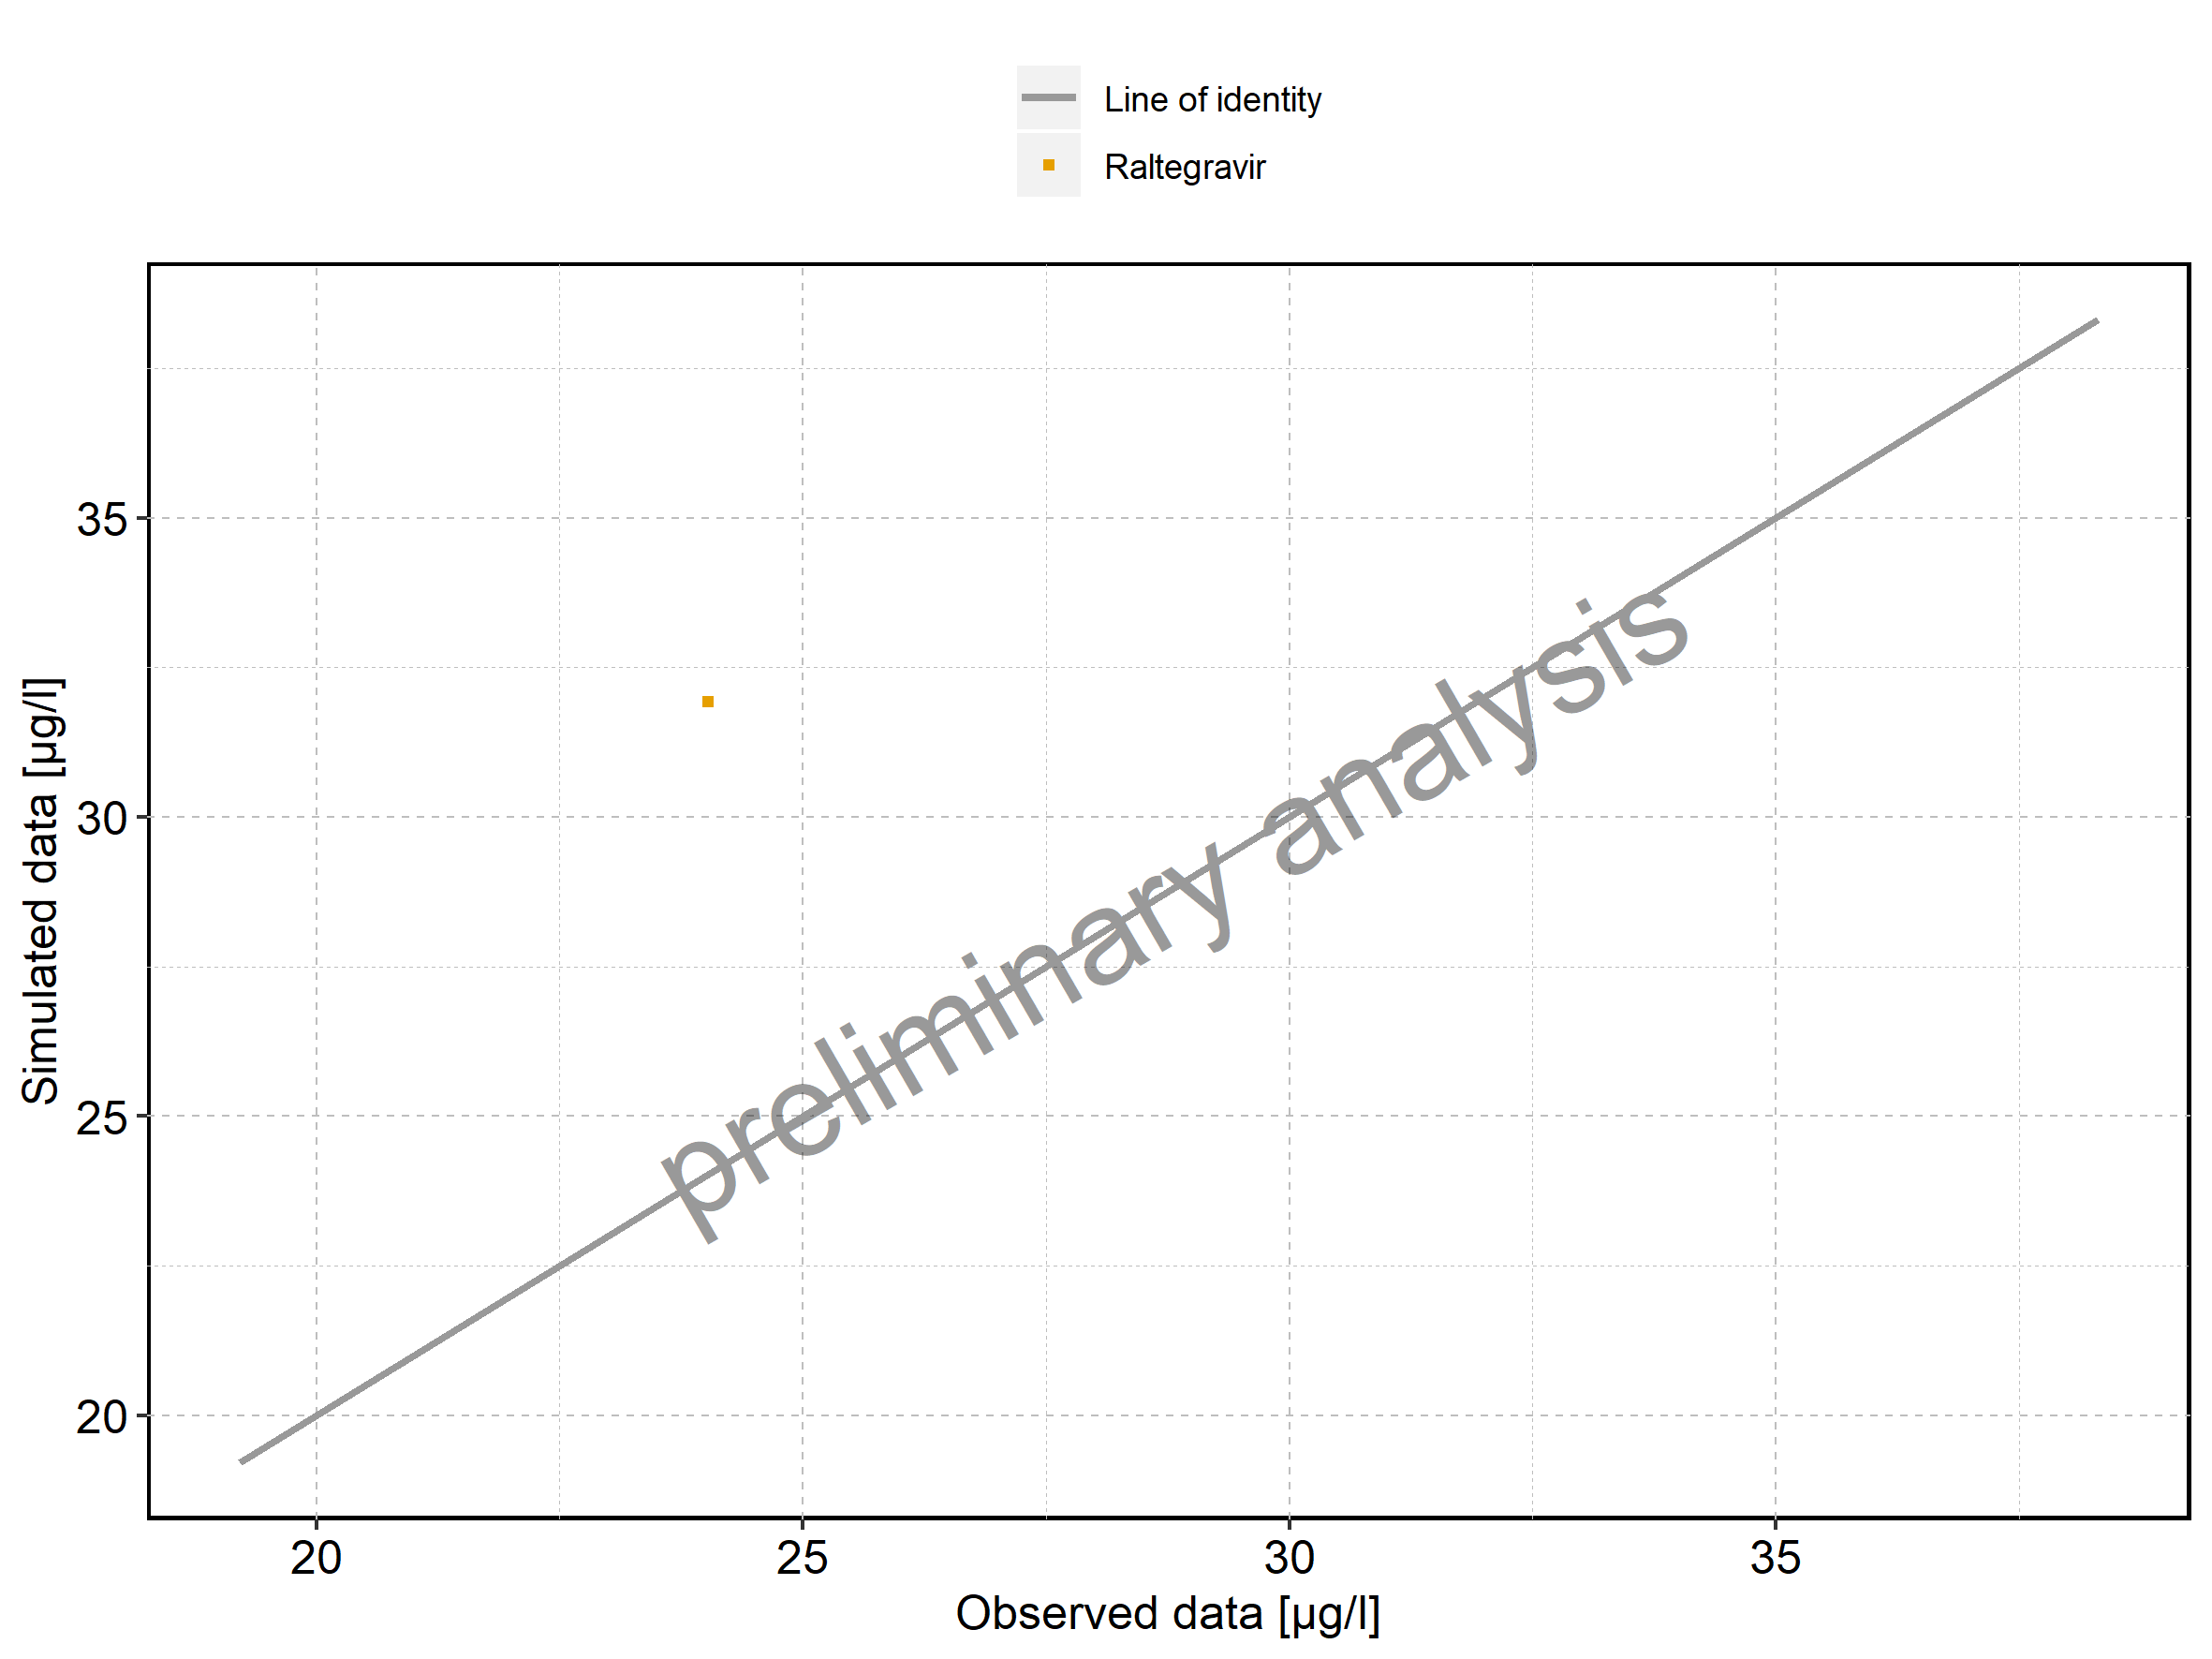 Line of identity
Raltegravir
35
30
25
20
Simulated data [µg/l]
preliminary analysis
20 25 30 35
Observed data [µg/l]